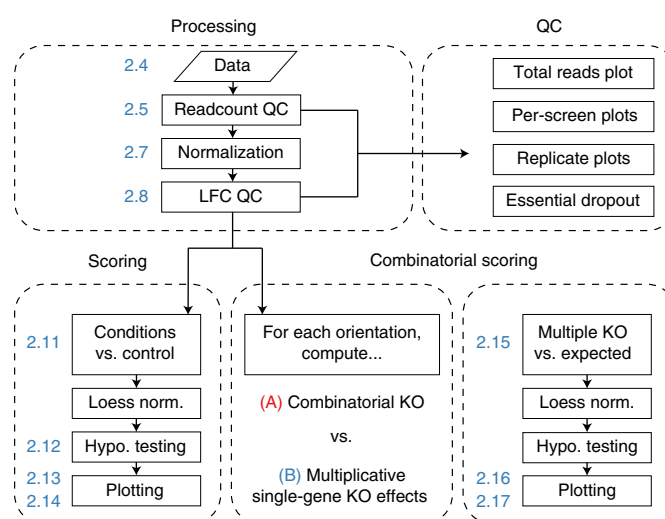 Processing
2.4
Data
2.5
Readcount QC
2.7
Normalization
2.8
LFC QC
QC
Total reads plot
Per-screen plots
Replicate plots
Essential dropout
Scoring
2.11
Conditions
vs. control
Loess norm.
2.12
Hypo. testing
2.13
2.14
Plotting
Combinatorial scoring
For each orientation,
compute...
(A) Combinatorial KO
vs.
(B) Multiplicative
single-gene KO effects
2.15
Multiple KO
vs. expected
Loess norm.
Hypo. testing
2.16
2.17
Plotting